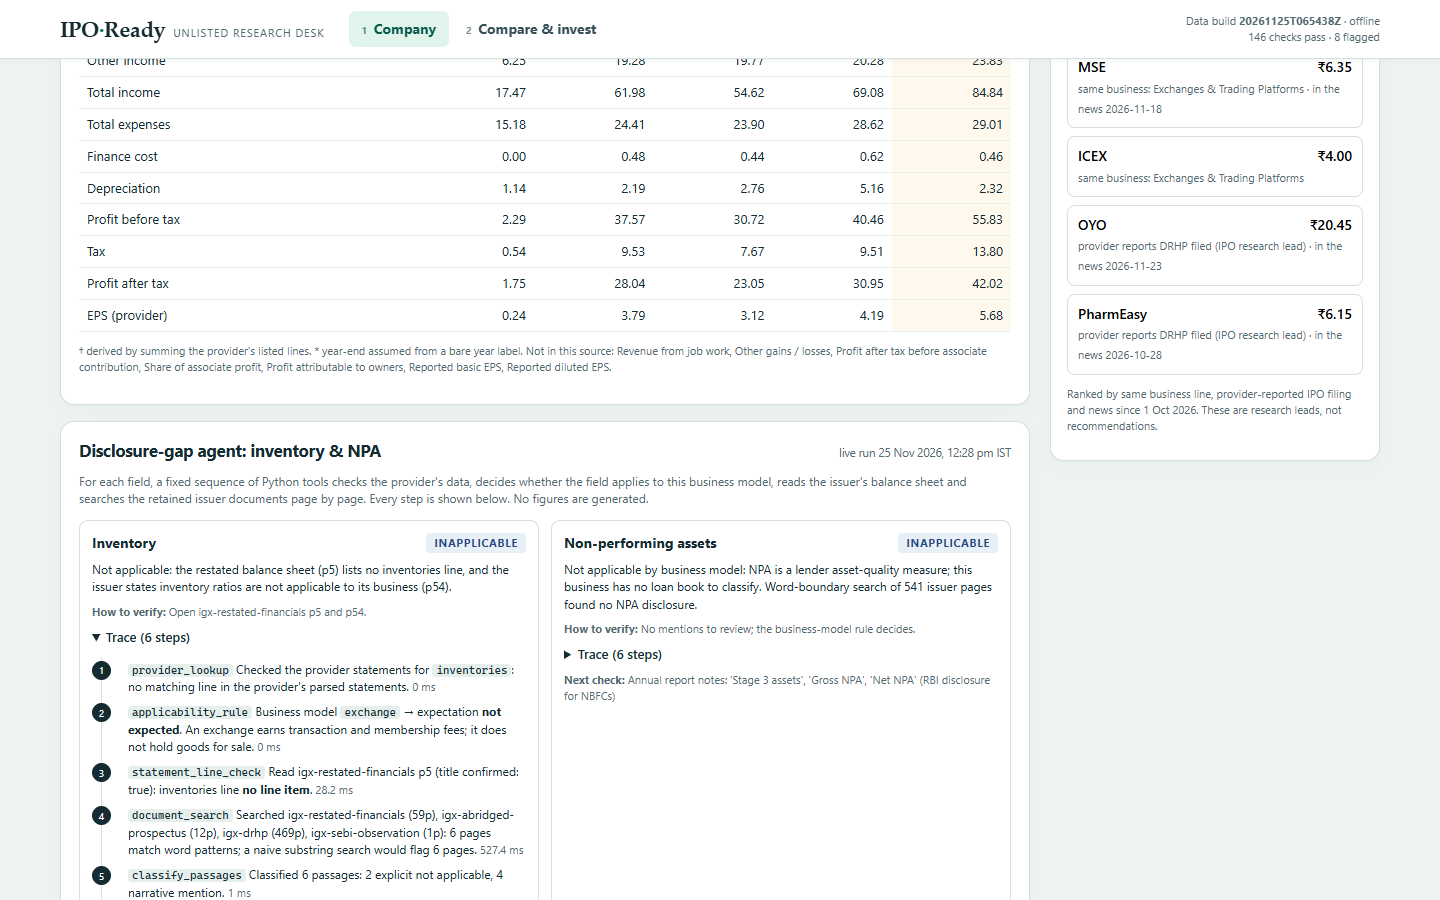 IPO·Ready UNLISTED RESEARCH DESK
1 Company
2 Compare & invest
Data build 20261125T065438Z · offline
146 checks pass · 8 flagged
Other income 6.25 19.28 19.77 20.28 23.83
Total income 17.47 61.98 54.62 69.08 84.84
Total expenses 15.18 24.41 23.90 28.62 29.01
Finance cost 0.00 0.48 0.44 0.62 0.46
Depreciation 1.14 2.19 2.76 5.16 2.32
Profit before tax 2.29 37.57 30.72 40.46 55.83
Tax 0.54 9.53 7.67 9.51 13.80
Profit after tax 1.75 28.04 23.05 30.95 42.02
EPS (provider) 0.24 3.79 3.12 4.19 5.68
† derived by summing the provider's listed lines. * year-end assumed from a bare year label. Not in this source: Revenue from job work, Other gains / losses, Profit after tax before associate
contribution, Share of associate profit, Profit attributable to owners, Reported basic EPS, Reported diluted EPS.
MSE ₹6.35
same business: Exchanges & Trading Platforms · in the
news 2026-11-18
ICEX ₹4.00
same business: Exchanges & Trading Platforms
OYO ₹20.45
provider reports DRHP filed (IPO research lead) · in the
news 2026-11-23
PharmEasy ₹6.15
provider reports DRHP filed (IPO research lead) · in the
news 2026-10-28
Ranked by same business line, provider-reported IPO filing
and news since 1 Oct 2026. These are research leads, not
recommendations.
Disclosure-gap agent: inventory & NPA
live run 25 Nov 2026, 12:28 pm IST
For each field, a fixed sequence of Python tools checks the provider's data, decides whether the field applies to this business model, reads the issuer's balance sheet and
searches the retained issuer documents page by page. Every step is shown below. No figures are generated.
Inventory INAPPLICABLE
Not applicable: the restated balance sheet (p5) lists no inventories line, and the
issuer states inventory ratios are not applicable to its business (p54).
How to verify: Open igx-restated-financials p5 and p54.
▼ Trace (6 steps)
1 provider_lookup Checked the provider statements for inventories:
no matching line in the provider's parsed statements. 0 ms
2 applicability_rule Business model exchange → expectation not
expected. An exchange earns transaction and membership fees; it does
not hold goods for sale. 0 ms
3 statement_line_check Read igx-restated-financials p5 (title confirmed:
true): inventories line no line item. 28.2 ms
4 document_search Searched igx-restated-financials (59p), igx-abridged-
prospectus (12p), igx-drhp (469p), igx-sebi-observation (1p): 6 pages
match word patterns; a naive substring search would flag 6 pages. 527.4 ms
5 classify_passages Classified 6 passages: 2 explicit not applicable, 4
narrative mention. 1 ms
Non-performing assets INAPPLICABLE
Not applicable by business model: NPA is a lender asset-quality measure; this
business has no loan book to classify. Word-boundary search of 541 issuer pages
found no NPA disclosure.
How to verify: No mentions to review; the business-model rule decides.
▶ Trace (6 steps)
Next check: Annual report notes: 'Stage 3 assets', 'Gross NPA', 'Net NPA' (RBI disclosure
for NBFCs)